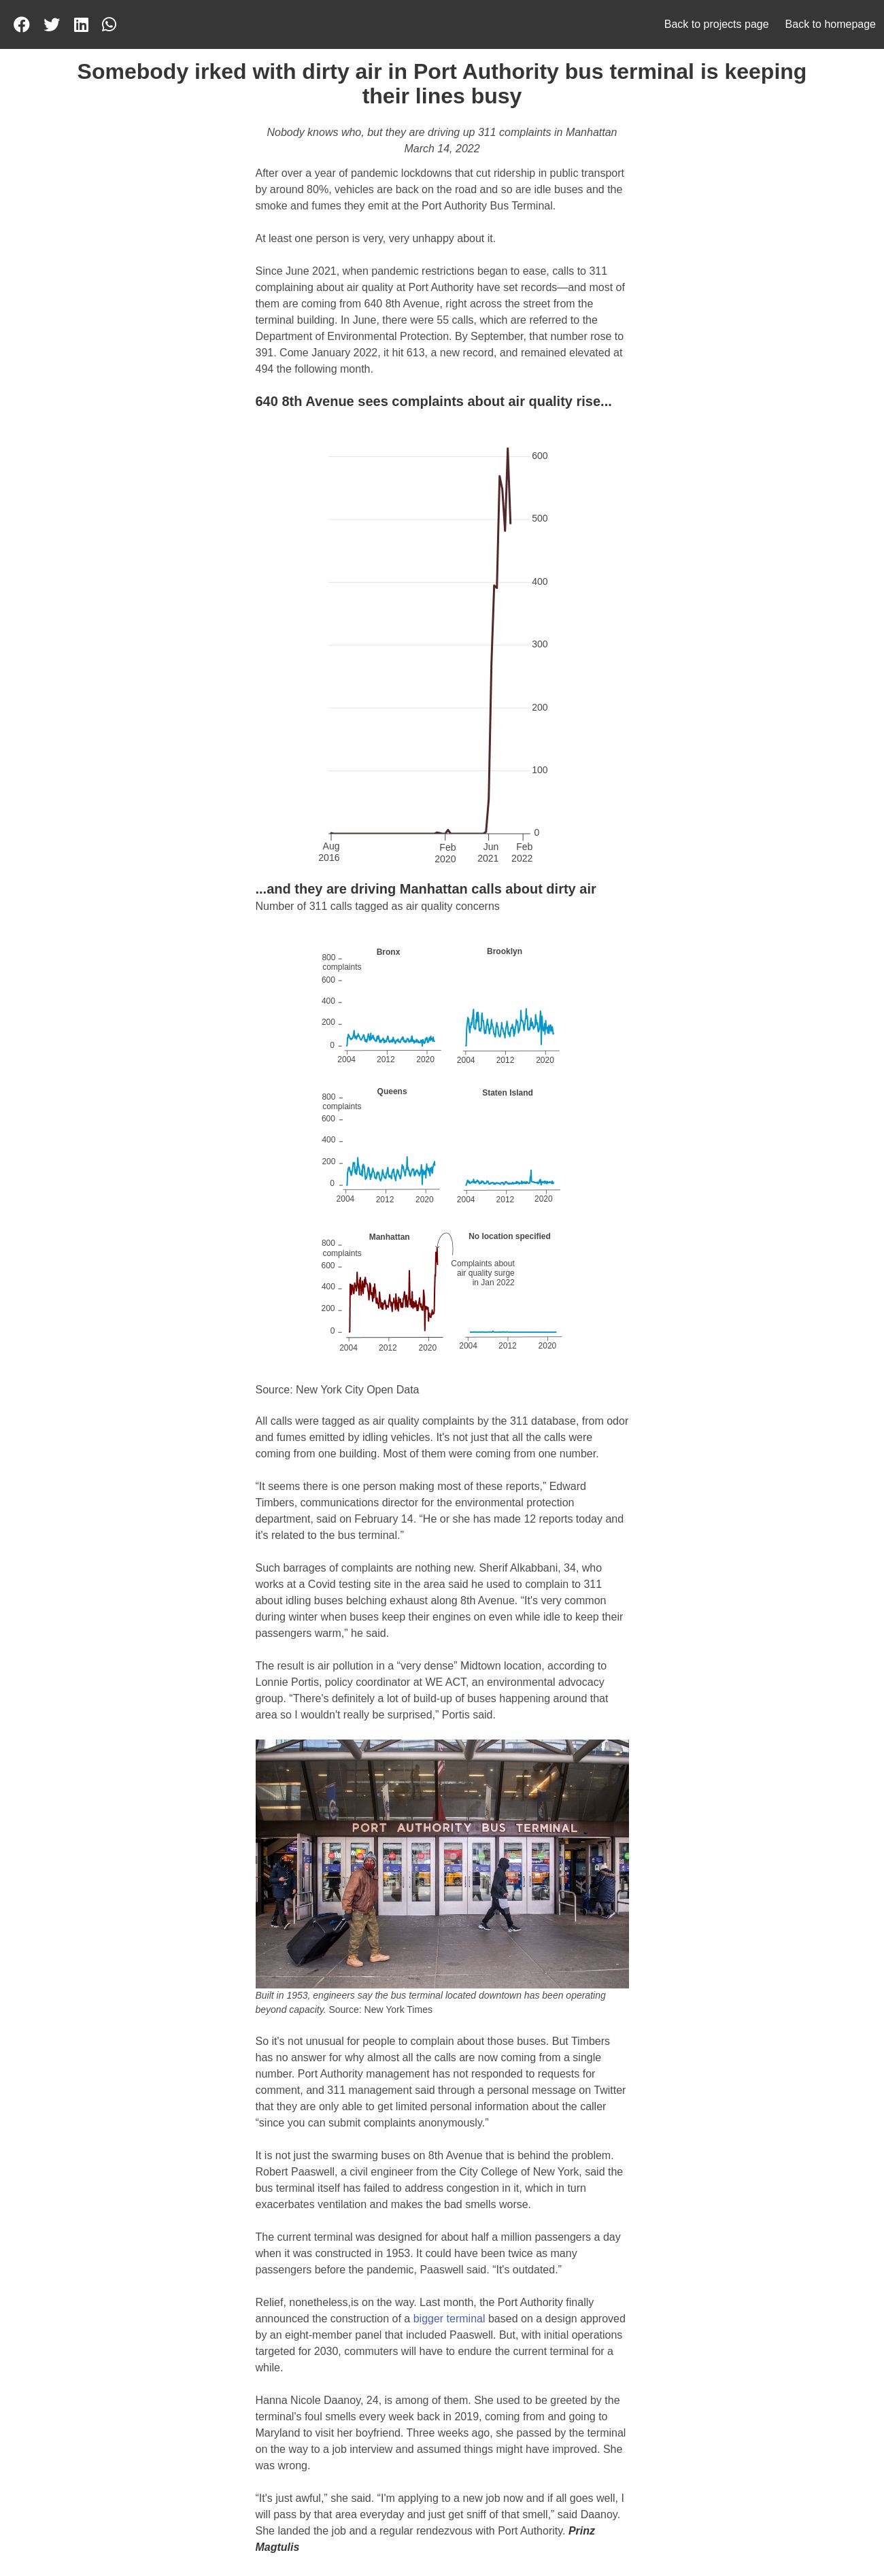 Back to projects page Back to homepage
Somebody irked with dirty air in Port Authority bus terminal is keeping
their lines busy
Nobody knows who, but they are driving up 311 complaints in Manhattan
March 14, 2022
After over a year of pandemic lockdowns that cut ridership in public transport
by around 80%, vehicles are back on the road and so are idle buses and the
smoke and fumes they emit at the Port Authority Bus Terminal.
At least one person is very, very unhappy about it.
Since June 2021, when pandemic restrictions began to ease, calls to 311
complaining about air quality at Port Authority have set records—and most of
them are coming from 640 8th Avenue, right across the street from the
terminal building. In June, there were 55 calls, which are referred to the
Department of Environmental Protection. By September, that number rose to
391. Come January 2022, it hit 613, a new record, and remained elevated at
494 the following month.
640 8th Avenue sees complaints about air quality rise...
600
500
400
300
200
100
0
Aug
2016
Feb
2020
Jun
2021
Feb
2022
...and they are driving Manhattan calls about dirty air
Number of 311 calls tagged as air quality concerns
Bronx
800
complaints
600
400
200
0
2004 2012 2020
Brooklyn
2004 2012 2020
Queens
800
complaints
600
400
200
0
2004 2012 2020
Staten Island
2004 2012 2020
Manhattan
800
complaints
600
400
200
0
2004 2012 2020
No location specified
Complaints about
air quality surge
in Jan 2022
2004 2012 2020
Source: New York City Open Data
All calls were tagged as air quality complaints by the 311 database, from odor
and fumes emitted by idling vehicles. It's not just that all the calls were
coming from one building. Most of them were coming from one number.
“It seems there is one person making most of these reports,” Edward
Timbers, communications director for the environmental protection
department, said on February 14. “He or she has made 12 reports today and
it's related to the bus terminal.”
Such barrages of complaints are nothing new. Sherif Alkabbani, 34, who
works at a Covid testing site in the area said he used to complain to 311
about idling buses belching exhaust along 8th Avenue. “It's very common
during winter when buses keep their engines on even while idle to keep their
passengers warm,” he said.
The result is air pollution in a “very dense” Midtown location, according to
Lonnie Portis, policy coordinator at WE ACT, an environmental advocacy
group. “There's definitely a lot of build-up of buses happening around that
area so I wouldn't really be surprised,” Portis said.
PORT AUTHORITY BUS TERMINAL
Built in 1953, engineers say the bus terminal located downtown has been operating
beyond capacity. Source: New York Times
So it's not unusual for people to complain about those buses. But Timbers
has no answer for why almost all the calls are now coming from a single
number. Port Authority management has not responded to requests for
comment, and 311 management said through a personal message on Twitter
that they are only able to get limited personal information about the caller
“since you can submit complaints anonymously.”
It is not just the swarming buses on 8th Avenue that is behind the problem.
Robert Paaswell, a civil engineer from the City College of New York, said the
bus terminal itself has failed to address congestion in it, which in turn
exacerbates ventilation and makes the bad smells worse.
The current terminal was designed for about half a million passengers a day
when it was constructed in 1953. It could have been twice as many
passengers before the pandemic, Paaswell said. “It's outdated.”
Relief, nonetheless,is on the way. Last month, the Port Authority finally
announced the construction of a bigger terminal based on a design approved
by an eight-member panel that included Paaswell. But, with initial operations
targeted for 2030, commuters will have to endure the current terminal for a
while.
Hanna Nicole Daanoy, 24, is among of them. She used to be greeted by the
terminal's foul smells every week back in 2019, coming from and going to
Maryland to visit her boyfriend. Three weeks ago, she passed by the terminal
on the way to a job interview and assumed things might have improved. She
was wrong.
“It's just awful,” she said. “I'm applying to a new job now and if all goes well, I
will pass by that area everyday and just get sniff of that smell,” said Daanoy.
She landed the job and a regular rendezvous with Port Authority. Prinz
Magtulis